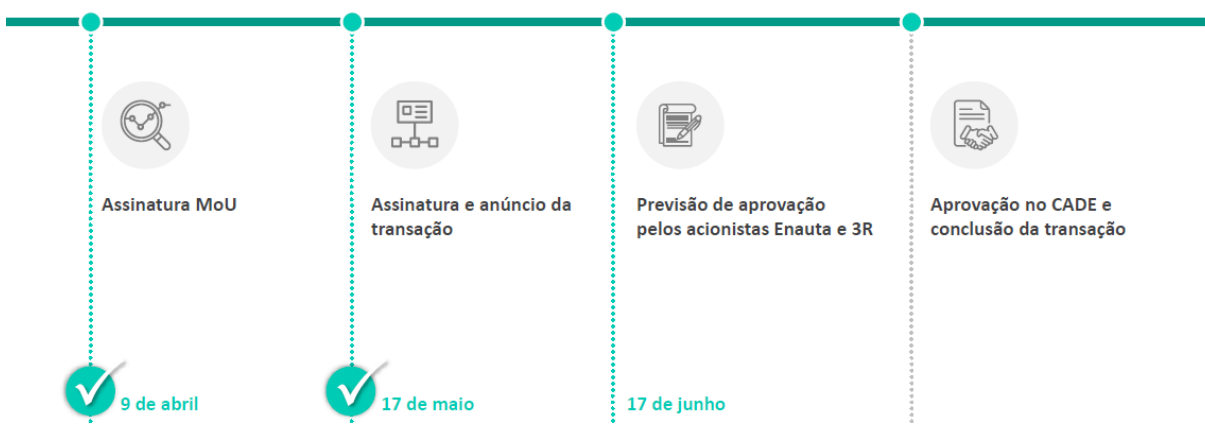 Assinatura MoU
9 de abril
Assinatura e anúncio da
transação
17 de maio
Previsão de aprovação
pelos acionistas Enauta e 3R
17 de junho
Aprovação no CADE e
conclusão da transação